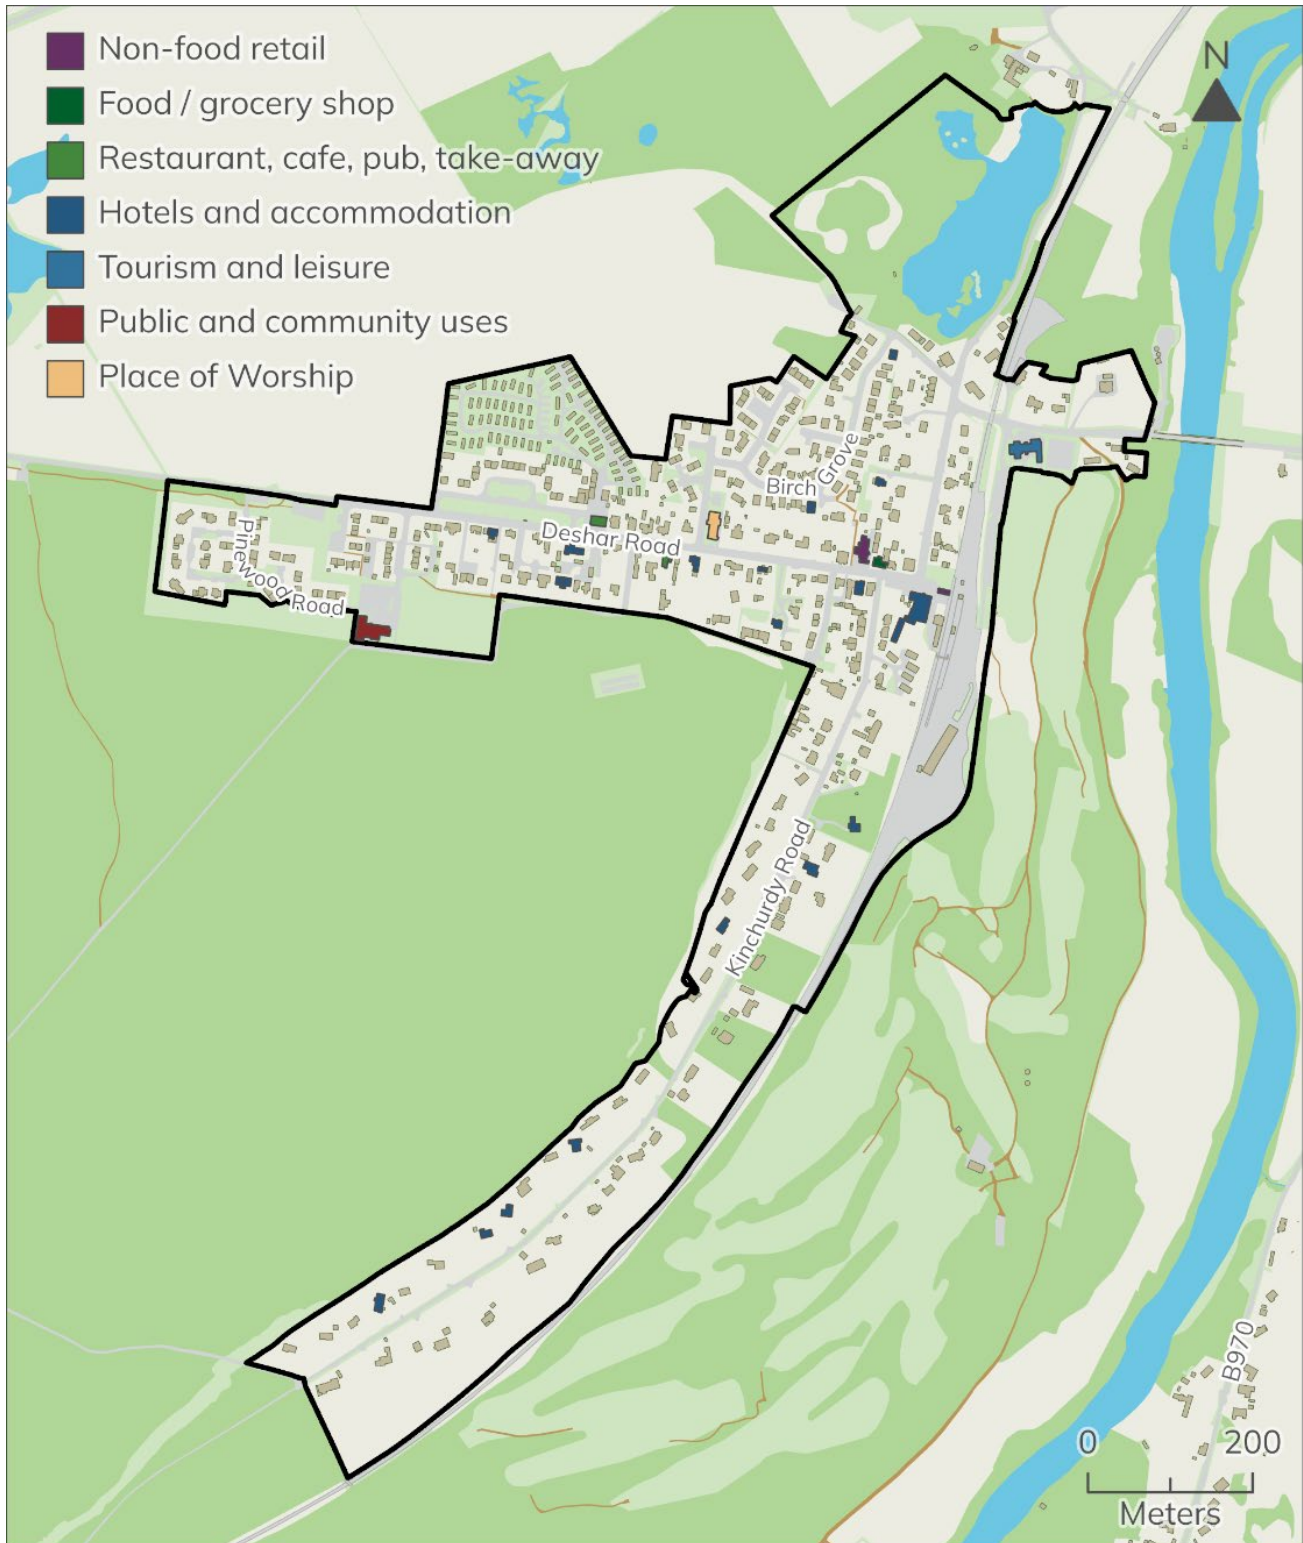 Non-food retail
Food / grocery shop
Restaurant, cafe, pub, take-away
Hotels and accommodation
Tourism and leisure
Public and community uses
Place of Worship
N
Birch Grove
Deshar Road
Pinewood Road
Kinchurdy Road
B970
0 200
Meters